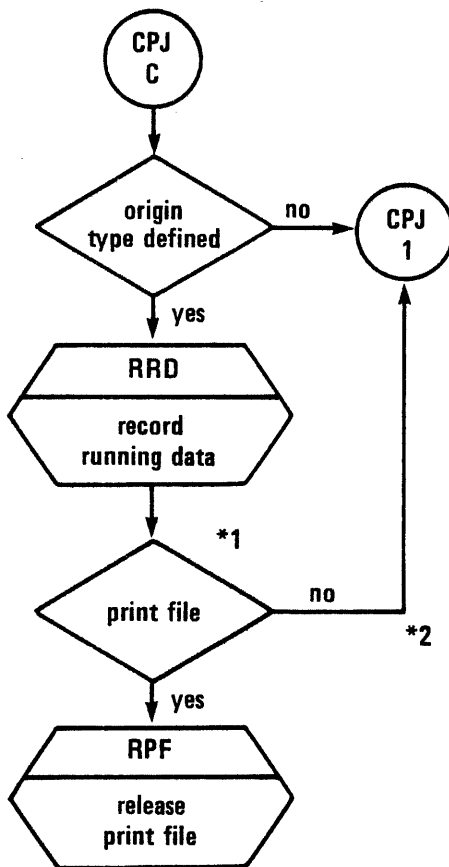 CPJ
C
origin
type defined
no
CPJ
1
yes
RRD
record
running data
*1
print file
no
*2
yes
RPF
release
print file